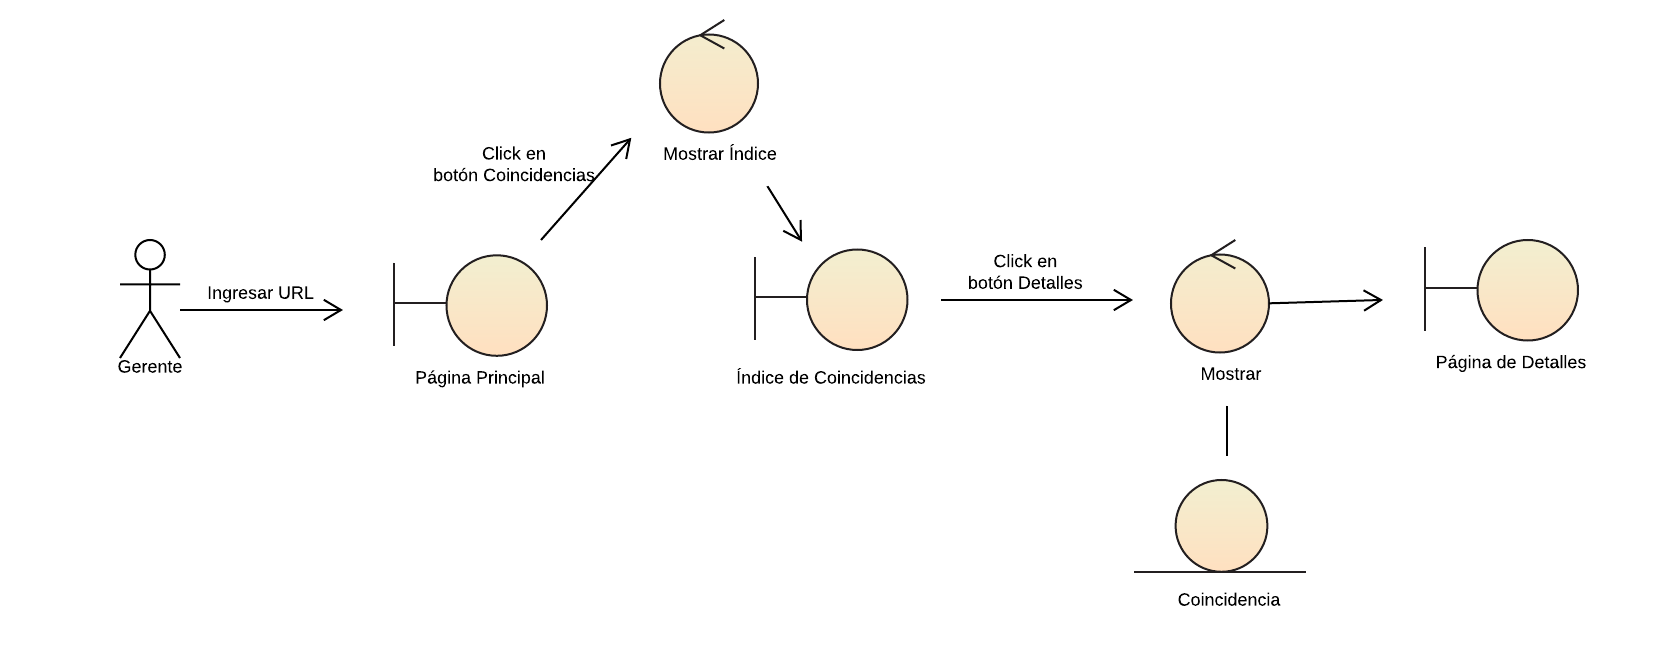 Click en
botón Coincidencias
Mostrar Índice
Ingresar URL
Gerente
Página Principal
Índice de Coincidencias
Click en
botón Detalles
Mostrar
Página de Detalles
Coincidencia